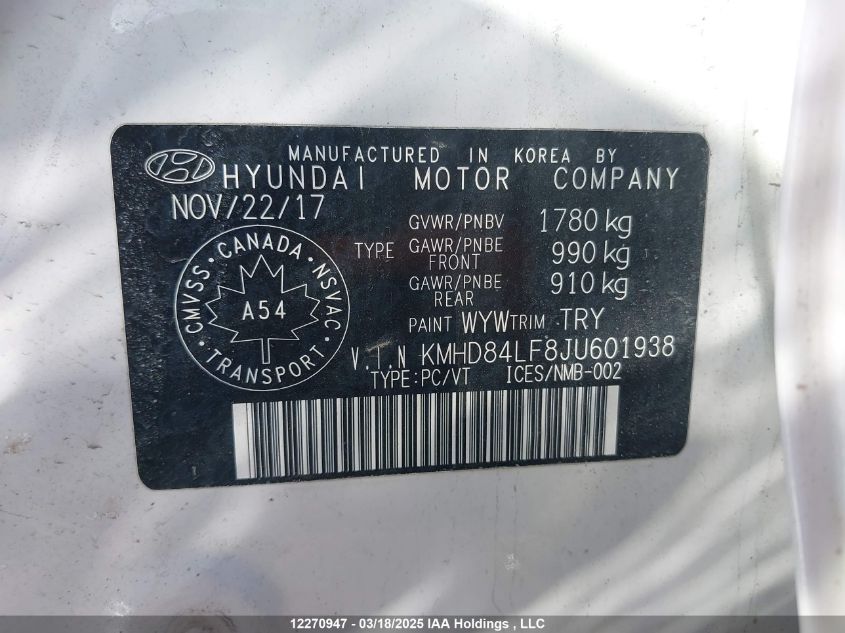 MANUFACTURED IN KOREA BY
HYUNDAI MOTOR COMPANY
NOV/22/17
GVWR/PNBV 1780 kg
TYPE GAWR/PNBE FRONT 990 kg
GAWR/PNBE REAR 910 kg
CMVSS · CANADA · NSVAC
A54
TRANSPORT
PAINT WYW TRIM TRY
V.I.N KMHD84LF8JU601938
TYPE:PC/VT ICES/NMB-002
12270947 - 03/18/2025 IAA Holdings , LLC